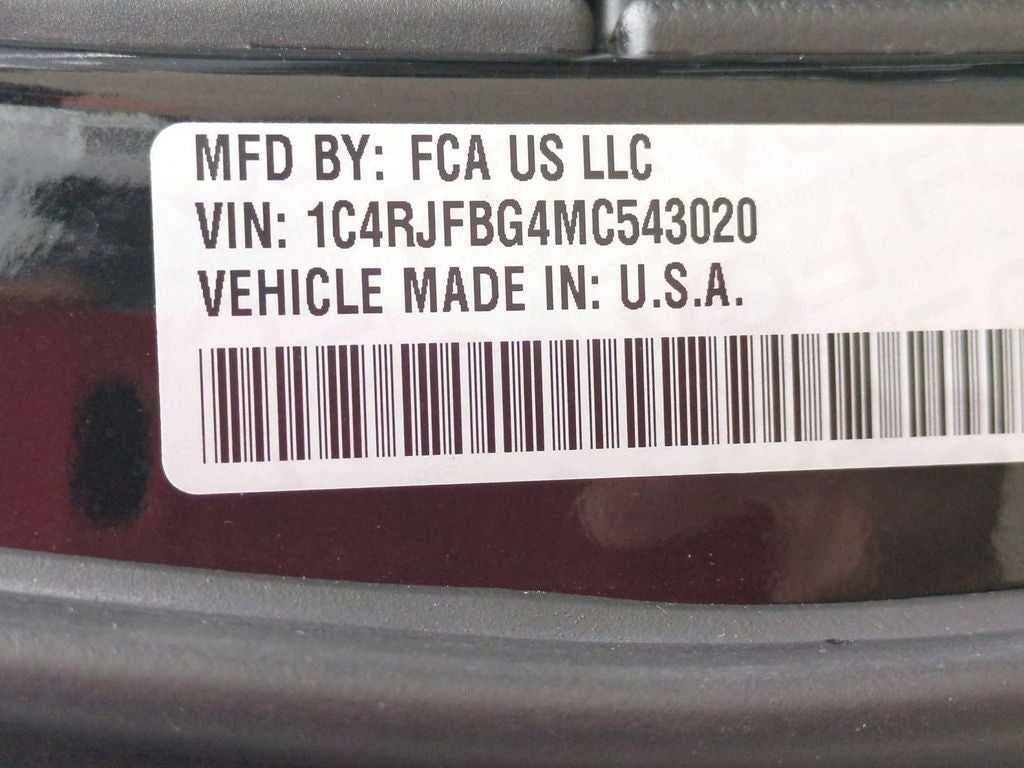 MFD BY: FCA US LLC
VIN: 1C4RJFBG4MC543020
VEHICLE MADE IN: U.S.A.